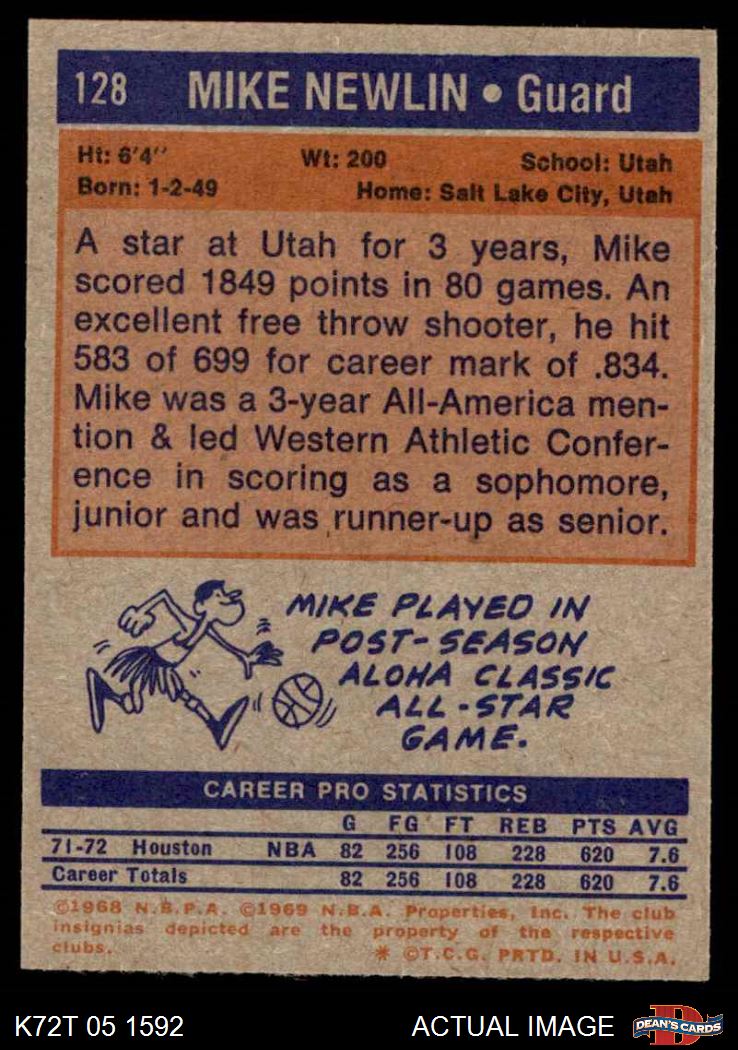 128 MIKE NEWLIN • Guard
Ht: 6'4" Wt: 200 School: Utah
Born: 1-2-49 Home: Salt Lake City, Utah
A star at Utah for 3 years, Mike
scored 1849 points in 80 games. An
excellent free throw shooter, he hit
583 of 699 for career mark of .834.
Mike was a 3-year All-America men-
tion & led Western Athletic Confer-
ence in scoring as a sophomore,
junior and was runner-up as senior.
MIKE PLAYED IN
POST-SEASON
ALOHA CLASSIC
ALL-STAR
GAME.
CAREER PRO STATISTICS
G FG FT REB PTS AVG
71-72 Houston NBA 82 256 108 228 620 7.6
Career Totals 82 256 108 228 620 7.6
©1968 N.B.P.A. ©1969 N.B.A. Properties, Inc. The club
insignias depicted are the property of the respective
clubs. * ©T.C.G. PRTD. IN U.S.A.
K72T 05 1592 ACTUAL IMAGE DEAN'S CARDS